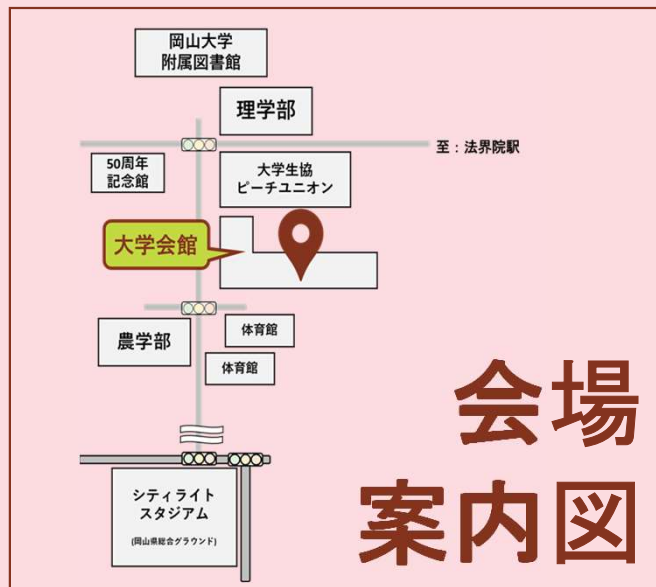 岡山大学
附属図書館
理学部
至：法界院駅
50周年
記念館
大学生協
ピーチユニオン
大学会館
農学部
体育館
体育館
会場
案内図
シティライト
スタジアム
(岡山県総合グラウンド)